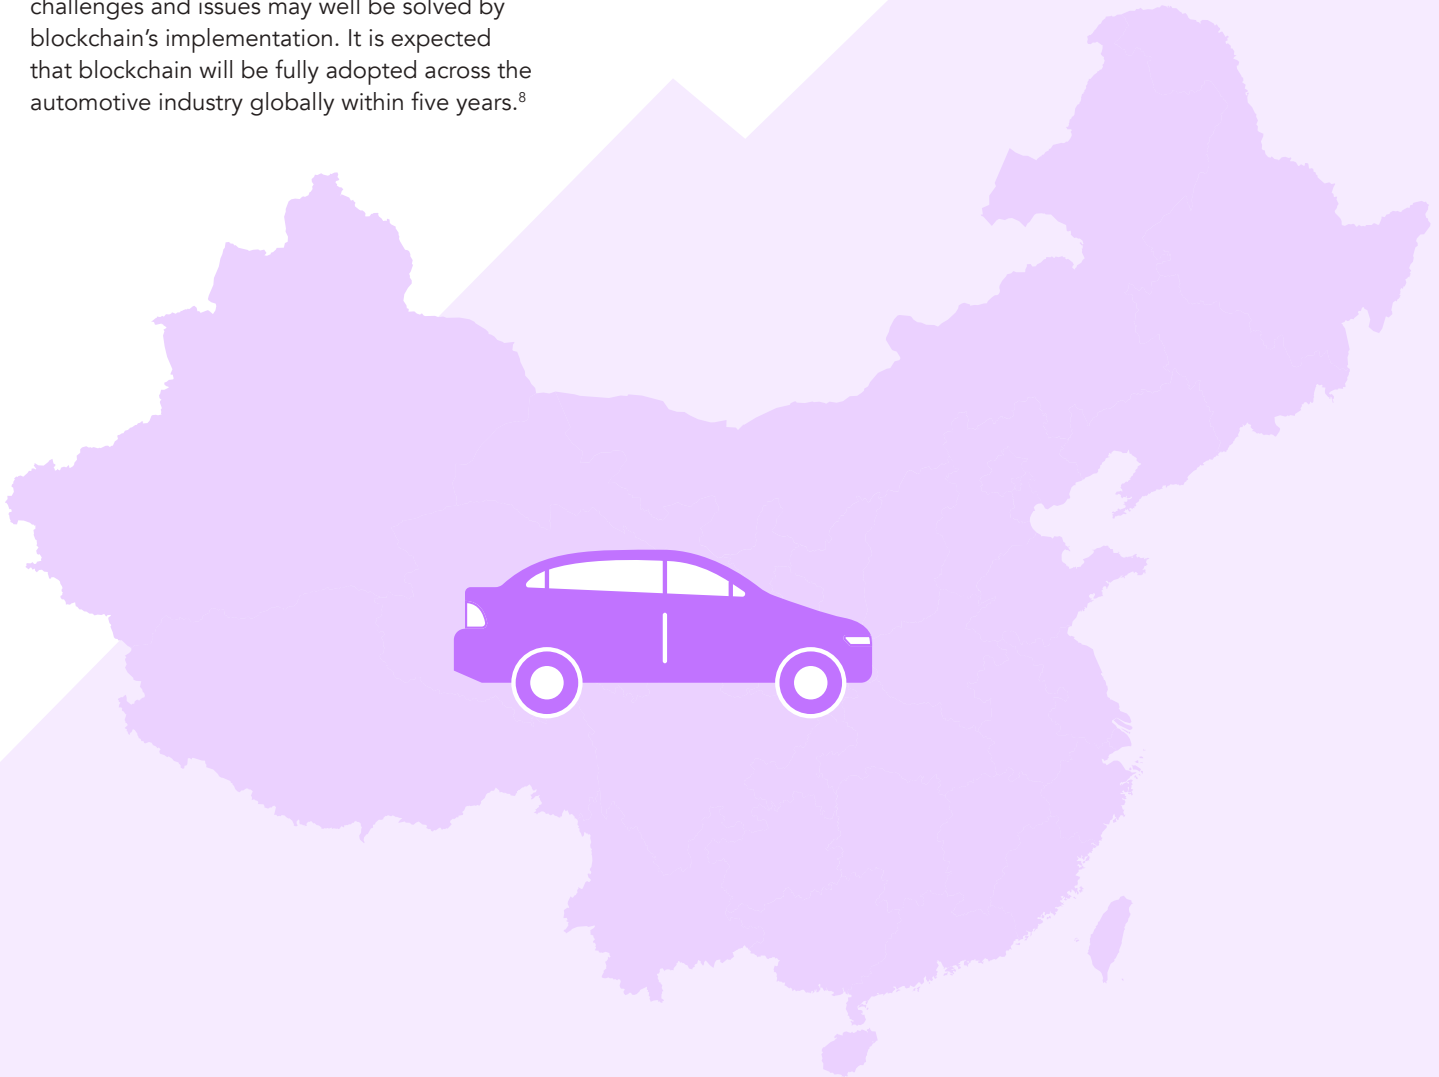 challenges and issues may well be solved by
blockchain’s implementation. It is expected
that blockchain will be fully adopted across the
automotive industry globally within five years.8